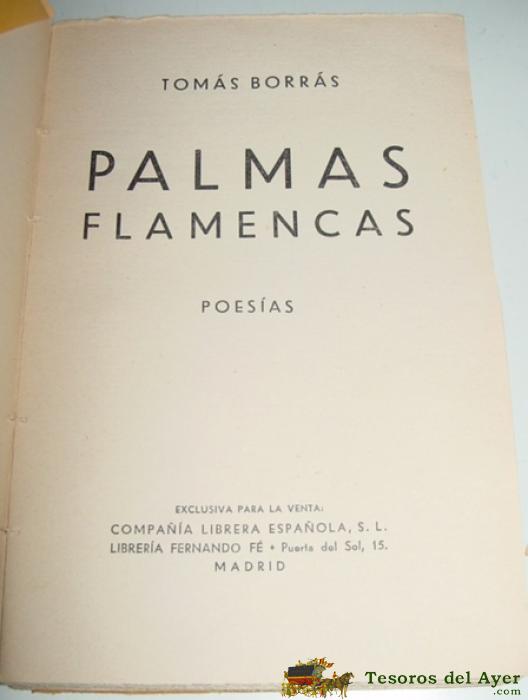 TOMÁS BORRÁS
PALMAS
FLAMENCAS
POESÍAS
EXCLUSIVA PARA LA VENTA:
COMPAÑÍA LIBRERA ESPAÑOLA, S. L.
LIBRERÍA FERNANDO FÉ • Puerta del Sol, 15.
MADRID
Tesoros del Ayer
.com